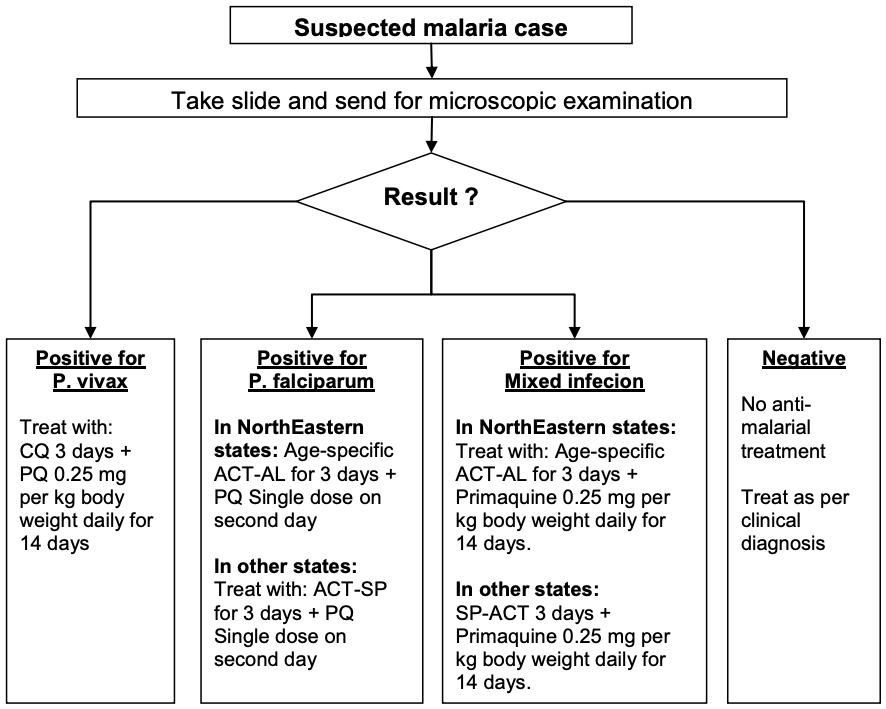 Suspected malaria case
Take slide and send for microscopic examination
Result ?
Positive for
P. vivax
Treat with:
CQ 3 days +
PQ 0.25 mg
per kg body
weight daily for
14 days
Positive for
P. falciparum
In NorthEastern
states: Age-specific
ACT-AL for 3 days +
PQ Single dose on
second day
In other states:
Treat with: ACT-SP
for 3 days + PQ
Single dose on
second day
Positive for
Mixed infecion
In NorthEastern states:
Treat with: Age-specific
ACT-AL for 3 days +
Primaquine 0.25 mg per
kg body weight daily for
14 days.
In other states:
SP-ACT 3 days +
Primaquine 0.25 mg per
kg body weight daily for
14 days.
Negative
No anti-
malarial
treatment
Treat as per
clinical
diagnosis